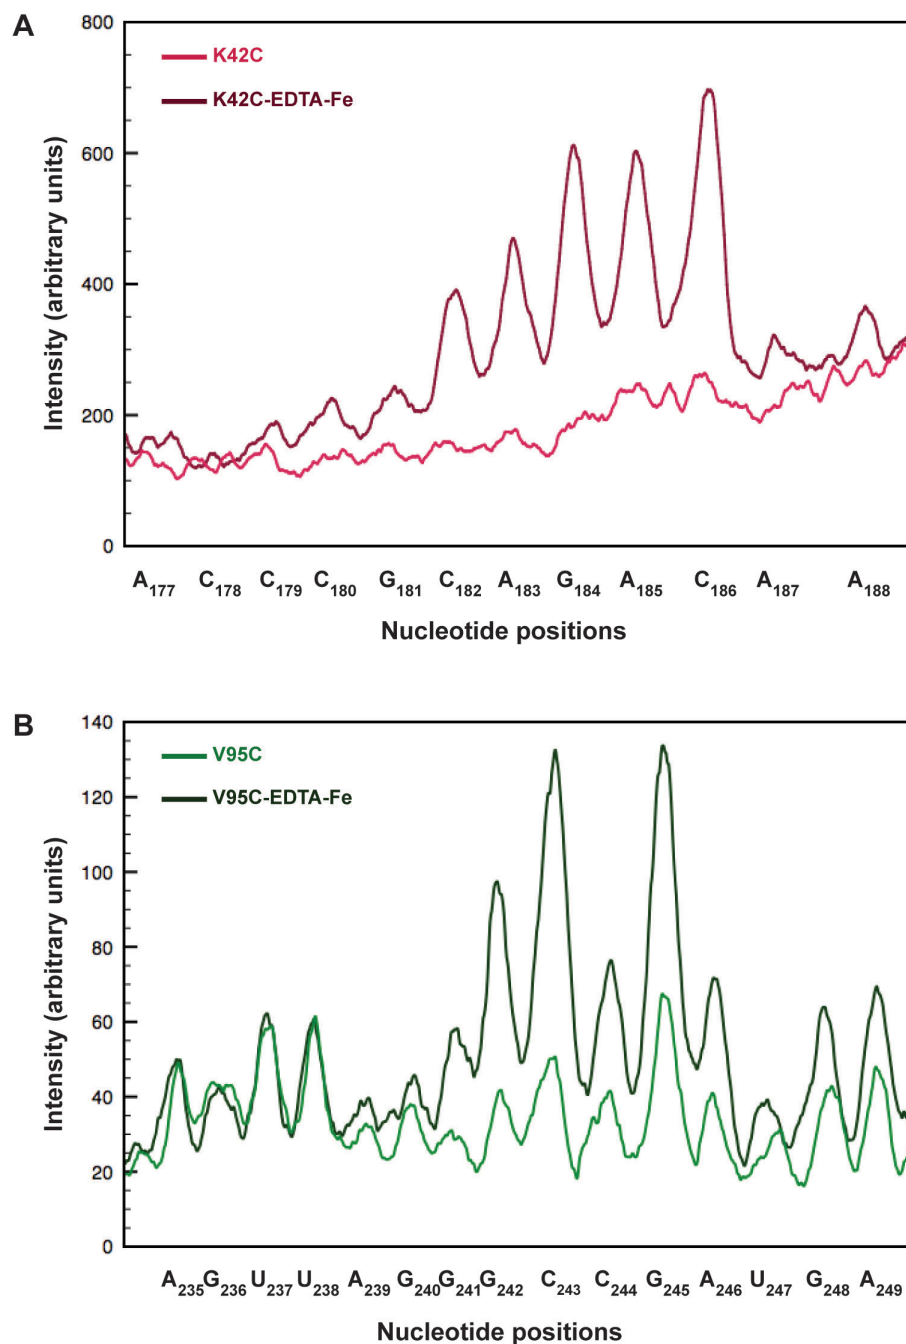 A
800
K42C
K42C-EDTA-Fe
600
400
200
0
Intensity (arbitrary units)
A177 C178 C179 C180 G181 C182 A183 G184 A185 C186 A187 A188
Nucleotide positions
B
140
V95C
V95C-EDTA-Fe
120
100
80
60
40
20
0
Intensity (arbitrary units)
A235 G236 U237 U238 A239 G240 G241 G242 C243 C244 G245 A246 U247 G248 A249
Nucleotide positions